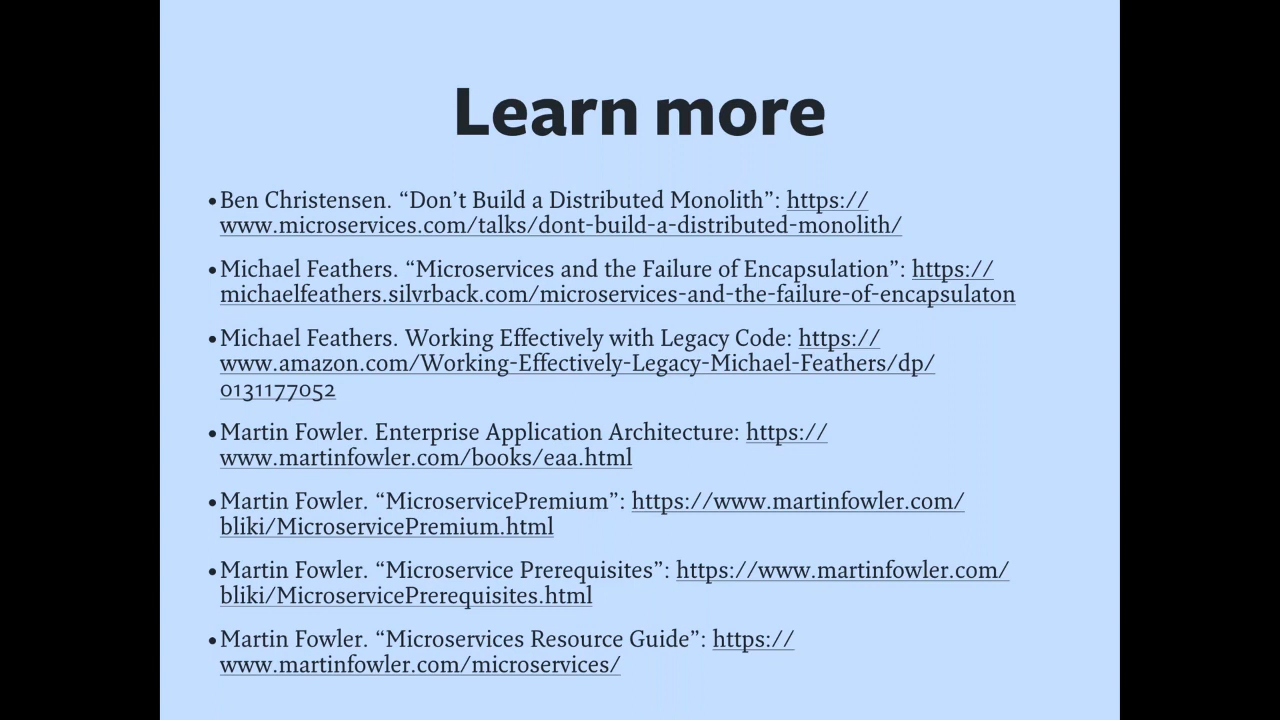 Learn more
•Ben Christensen. “Don’t Build a Distributed Monolith”: https://
www.microservices.com/talks/dont-build-a-distributed-monolith/
•Michael Feathers. “Microservices and the Failure of Encapsulation”: https://
michaelfeathers.silvrback.com/microservices-and-the-failure-of-encapsulaton
•Michael Feathers. Working Effectively with Legacy Code: https://
www.amazon.com/Working-Effectively-Legacy-Michael-Feathers/dp/
0131177052
•Martin Fowler. Enterprise Application Architecture: https://
www.martinfowler.com/books/eaa.html
•Martin Fowler. “MicroservicePremium”: https://www.martinfowler.com/
bliki/MicroservicePremium.html
•Martin Fowler. “Microservice Prerequisites”: https://www.martinfowler.com/
bliki/MicroservicePrerequisites.html
•Martin Fowler. “Microservices Resource Guide”: https://
www.martinfowler.com/microservices/